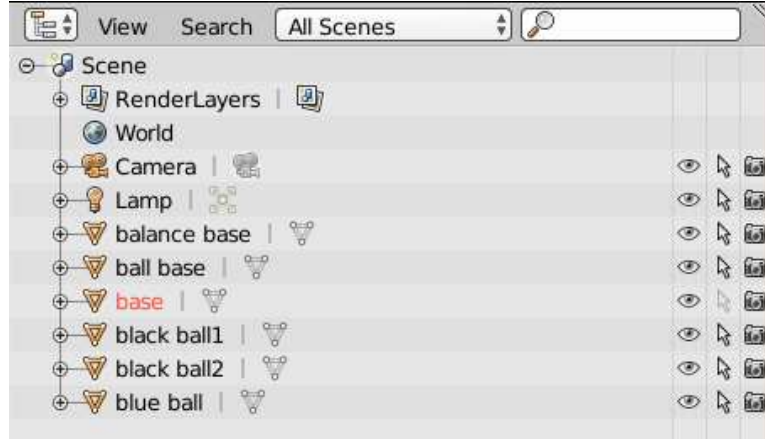 View Search All Scenes
Scene
RenderLayers
World
Camera
Lamp
balance base
ball base
base
black ball1
black ball2
blue ball